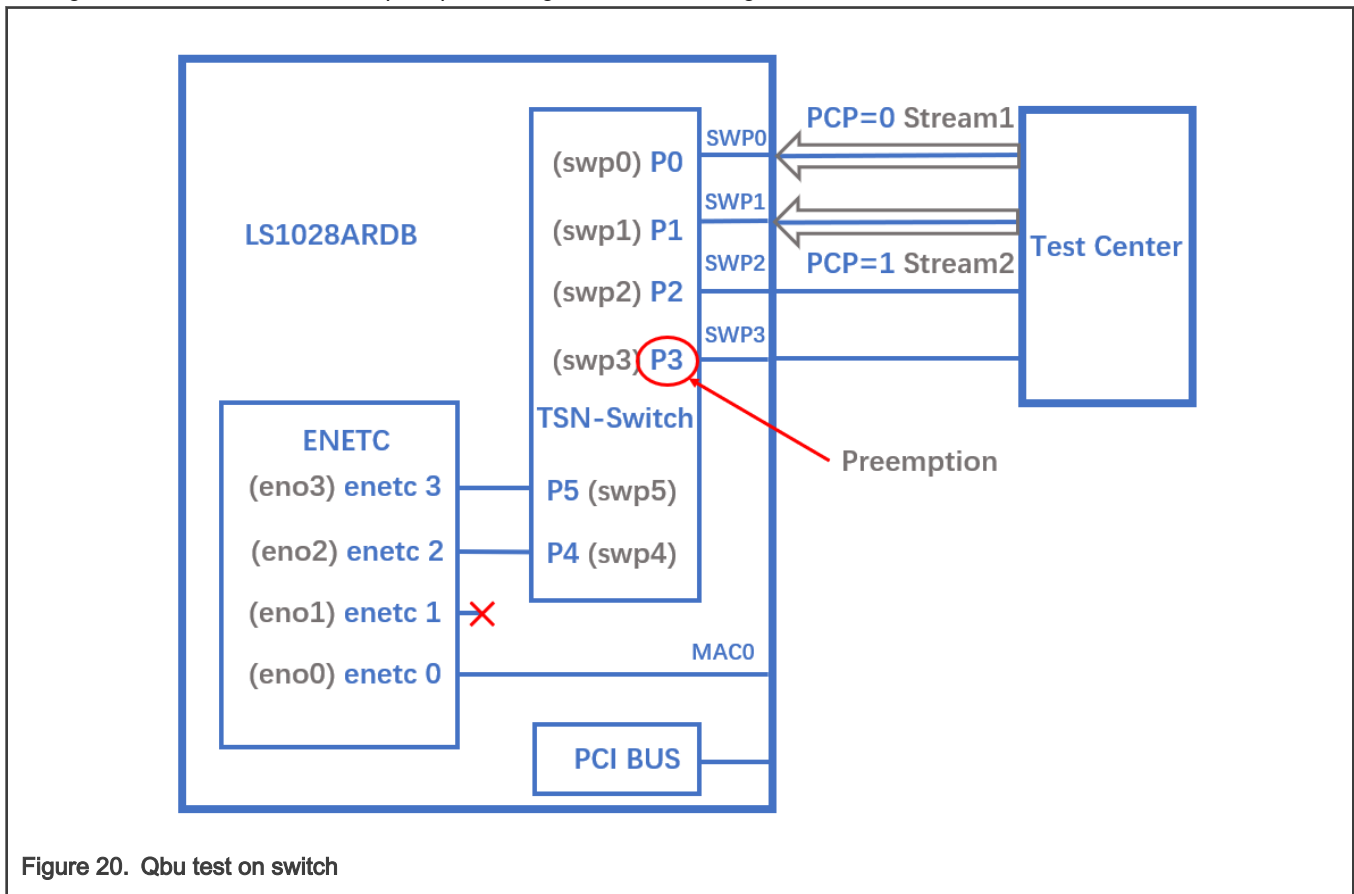 PCP=0 Stream1
SWP0
(swp0) P0
SWP1
(swp1) P1
LS1028ARDB
Test Center
SWP2
PCP=1 Stream2
(swp2) P2
SWP3
(swp3) P3
TSN-Switch
Preemption
ENETC
(eno3) enetc 3
P5 (swp5)
(eno2) enetc 2
P4 (swp4)
(eno1) enetc 1
MAC0
(eno0) enetc 0
PCI BUS
Figure 20. Qbu test on switch